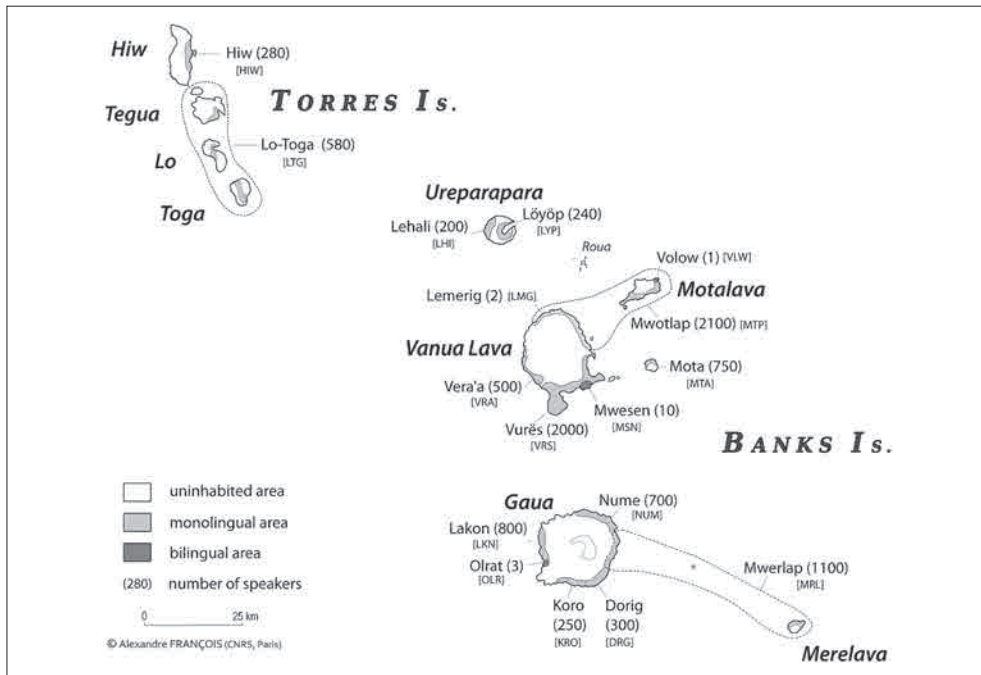 Hiw
Hiw (280)
[HIW]
TORRES IS.
Tegua
Lo
Lo-Toga (580)
[LTG]
Toga
Ureparapara
Lehali (200)
[LHI]
Löyöp (240)
[LYP]
Roua
Volow (1) [VLW]
Motalava
Lemerig (2) [LMG]
Mwotlap (2100) [MTP]
Vanua Lava
Mota (750)
[MTA]
Vera'a (500)
[VRA]
Mwesen (10)
[MSN]
Vurës (2000)
[VRS]
BANKS IS.
uninhabited area
monolingual area
bilingual area
(280) number of speakers
0 25 km
© Alexandre FRANÇOIS (CNRS, Paris)
Gaua
Nume (700)
[NUM]
Lakon (800)
[LKN]
Olrat (3)
[OLR]
Mwerlap (1100)
[MRL]
Koro
(250)
[KRO]
Dorig
(300)
[DRG]
Merelava